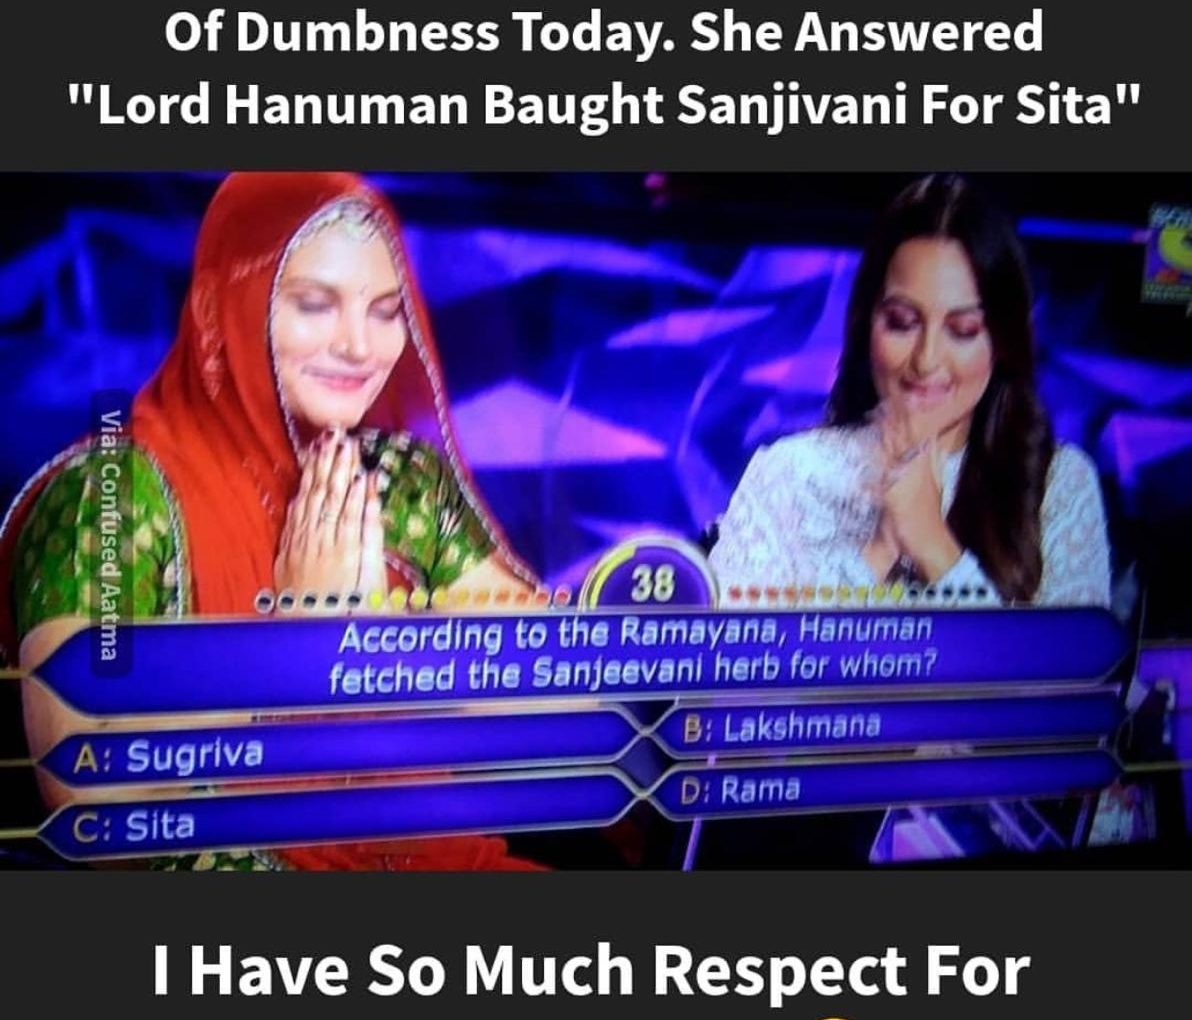 Of Dumbness Today. She Answered
"Lord Hanuman Baught Sanjivani For Sita"
Via: Confused Aatma
38
According to the Ramayana, Hanuman
fetched the Sanjeevani herb for whom?
A: Sugriva
B: Lakshmana
C: Sita
D: Rama
I Have So Much Respect For